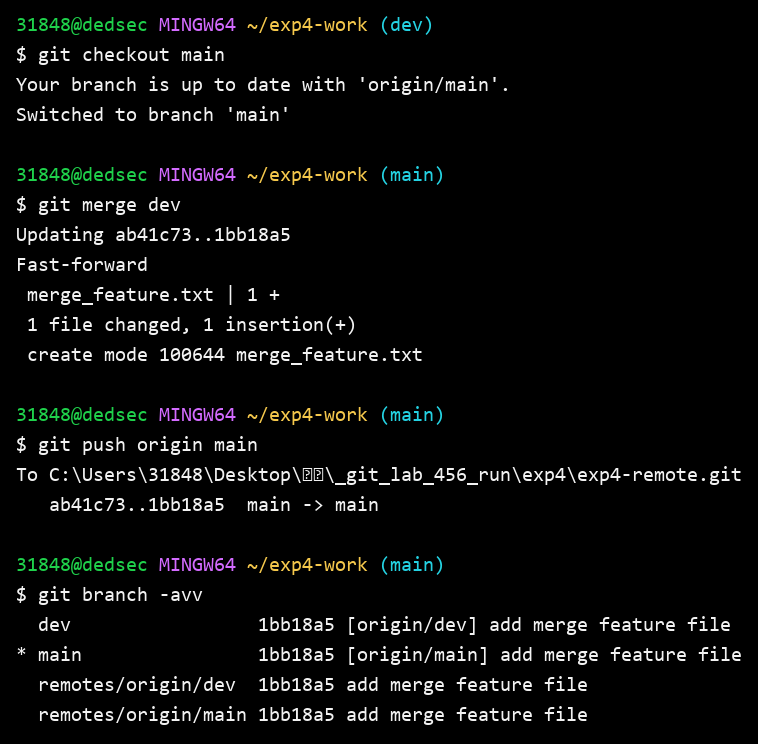 31848@dedsec MINGW64 ~/exp4-work (dev)
$ git checkout main
Your branch is up to date with 'origin/main'.
Switched to branch 'main'
31848@dedsec MINGW64 ~/exp4-work (main)
$ git merge dev
Updating ab41c73..1bb18a5
Fast-forward
 merge_feature.txt | 1 +
 1 file changed, 1 insertion(+)
 create mode 100644 merge_feature.txt
31848@dedsec MINGW64 ~/exp4-work (main)
$ git push origin main
To C:\Users\31848\Desktop\\_git_lab_456_run\exp4\exp4-remote.git
   ab41c73..1bb18a5  main -> main
31848@dedsec MINGW64 ~/exp4-work (main)
$ git branch -avv
  dev                 1bb18a5 [origin/dev] add merge feature file
* main                1bb18a5 [origin/main] add merge feature file
  remotes/origin/dev  1bb18a5 add merge feature file
  remotes/origin/main 1bb18a5 add merge feature file